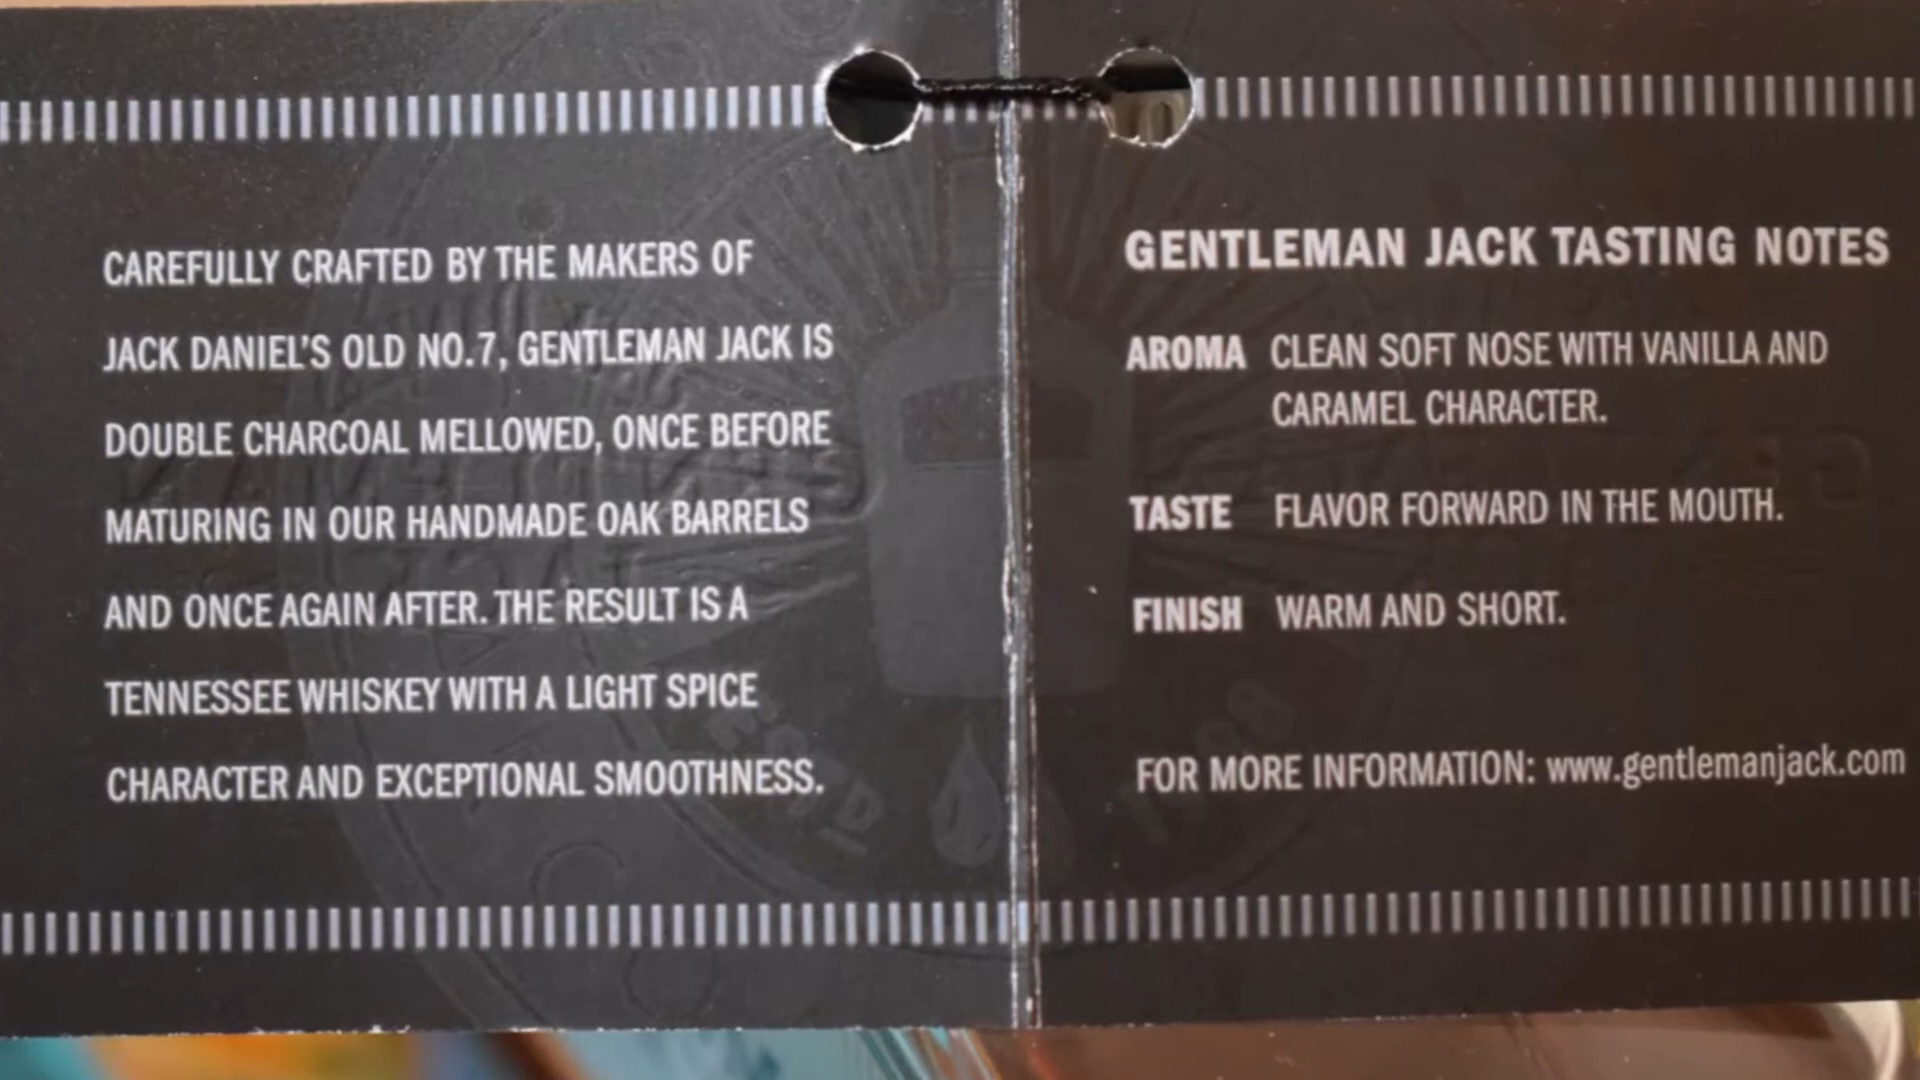 CAREFULLY CRAFTED BY THE MAKERS OF
JACK DANIEL'S OLD NO.7, GENTLEMAN JACK IS
DOUBLE CHARCOAL MELLOWED, ONCE BEFORE
MATURING IN OUR HANDMADE OAK BARRELS
AND ONCE AGAIN AFTER. THE RESULT IS A
TENNESSEE WHISKEY WITH A LIGHT SPICE
CHARACTER AND EXCEPTIONAL SMOOTHNESS.
GENTLEMAN JACK TASTING NOTES
AROMA CLEAN SOFT NOSE WITH VANILLA AND
CARAMEL CHARACTER.
TASTE FLAVOR FORWARD IN THE MOUTH.
FINISH WARM AND SHORT.
FOR MORE INFORMATION: www.gentlemanjack.com